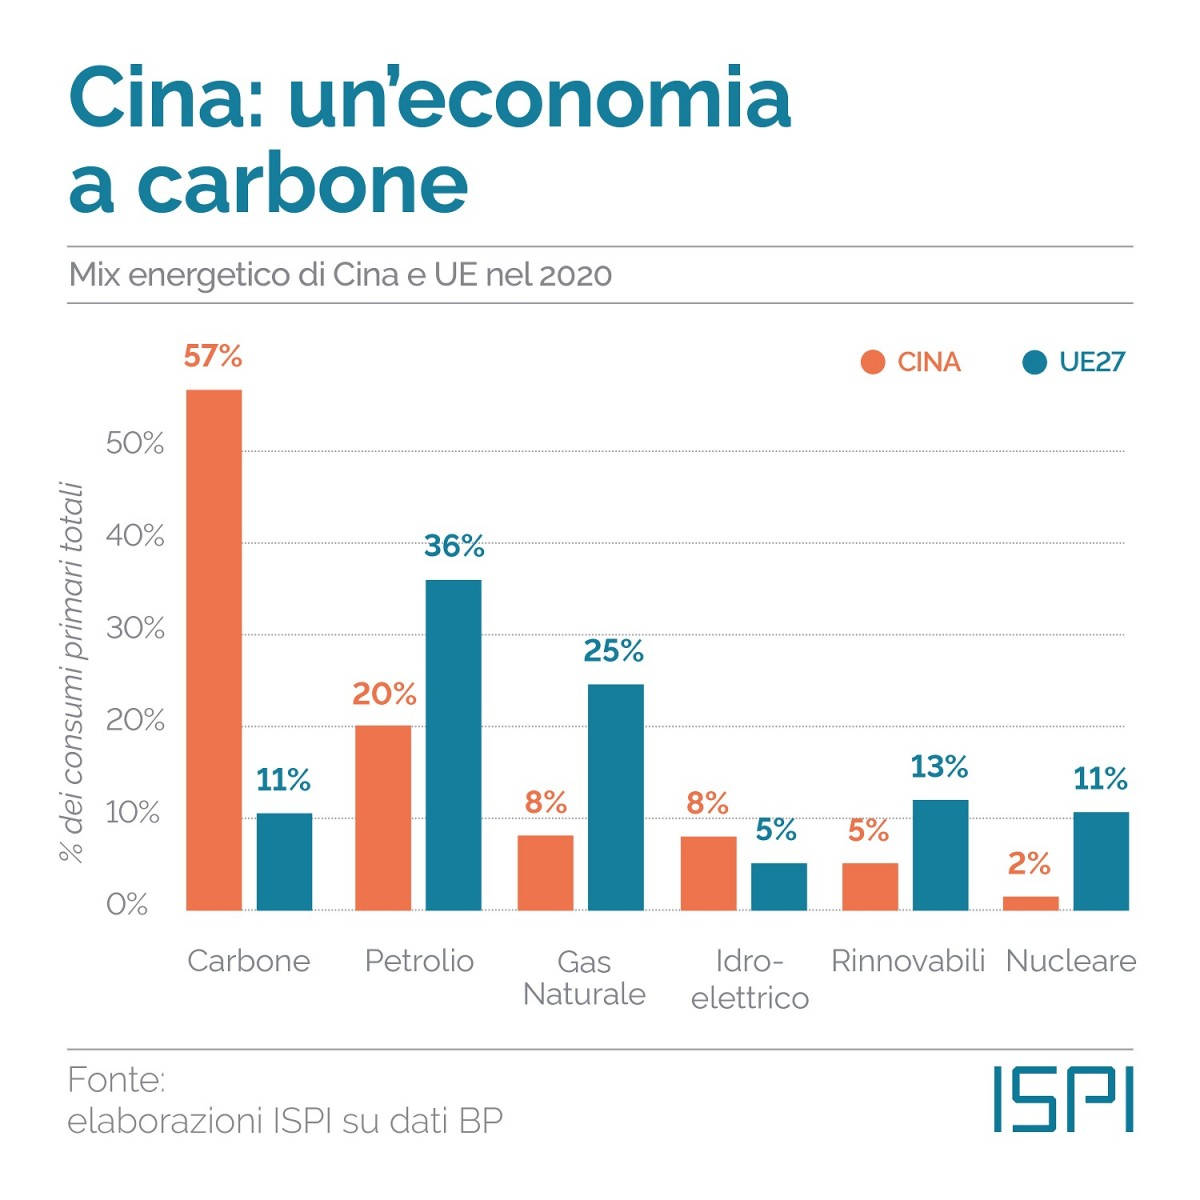 Cina: un’economia
a carbone
Mix energetico di Cina e UE nel 2020
CINA
UE27
% dei consumi primari totali
50%
40%
30%
20%
10%
0%
57%
11%
20%
36%
8%
25%
8%
5%
5%
13%
2%
11%
Carbone
Petrolio
Gas
Naturale
Idro-
elettrico
Rinnovabili
Nucleare
Fonte:
elaborazioni ISPI su dati BP
ISPI